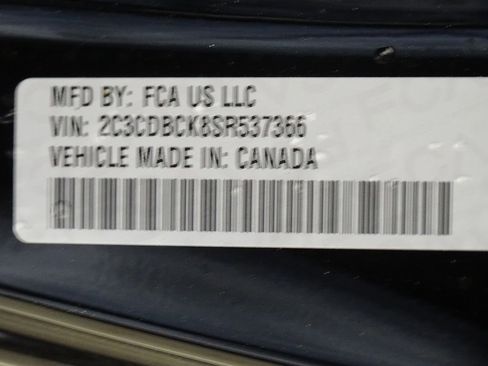 MFD BY: FCA US LLC
VIN: 2C3CDBCK8SR537366
VEHICLE MADE IN: CANADA